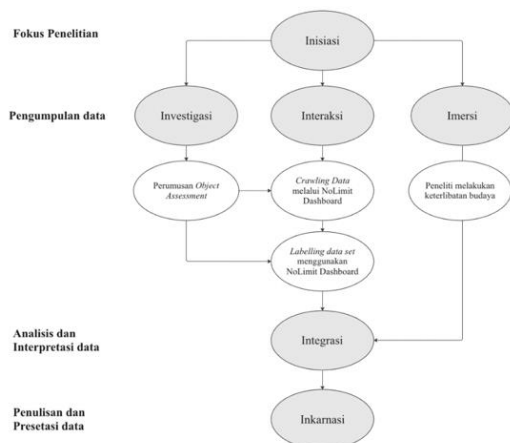 Fokus Penelitian
Inisiasi
Pengumpulan data
Investigasi
Interaksi
Imersi
Perumusan Object
Assessment
Crawling Data
melalui NoLimit
Dashboard
Peneliti melakukan
keterlibatan budaya
Labelling data set
menggunakan
NoLimit Dashboard
Analisis dan
Interpretasi data
Integrasi
Penulisan dan
Presetasi data
Inkarnasi